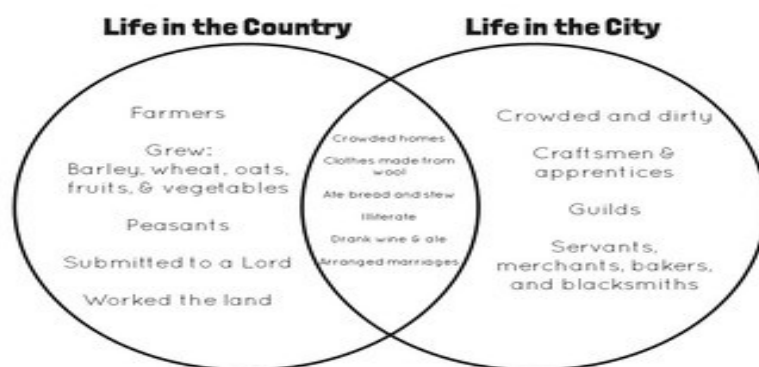 Life in the Country
Life in the City
Farmers
Grew:
Barley, wheat, oats,
fruits, & vegetables
Peasants
Submitted to a Lord
Worked the land
Crowded homes
Clothes made from
wool
Ate bread and stew
Illiterate
Drank wine & ale
Arranged marriages
Crowded and dirty
Craftsmen &
apprentices
Guilds
Servants,
merchants, bakers,
and blacksmiths